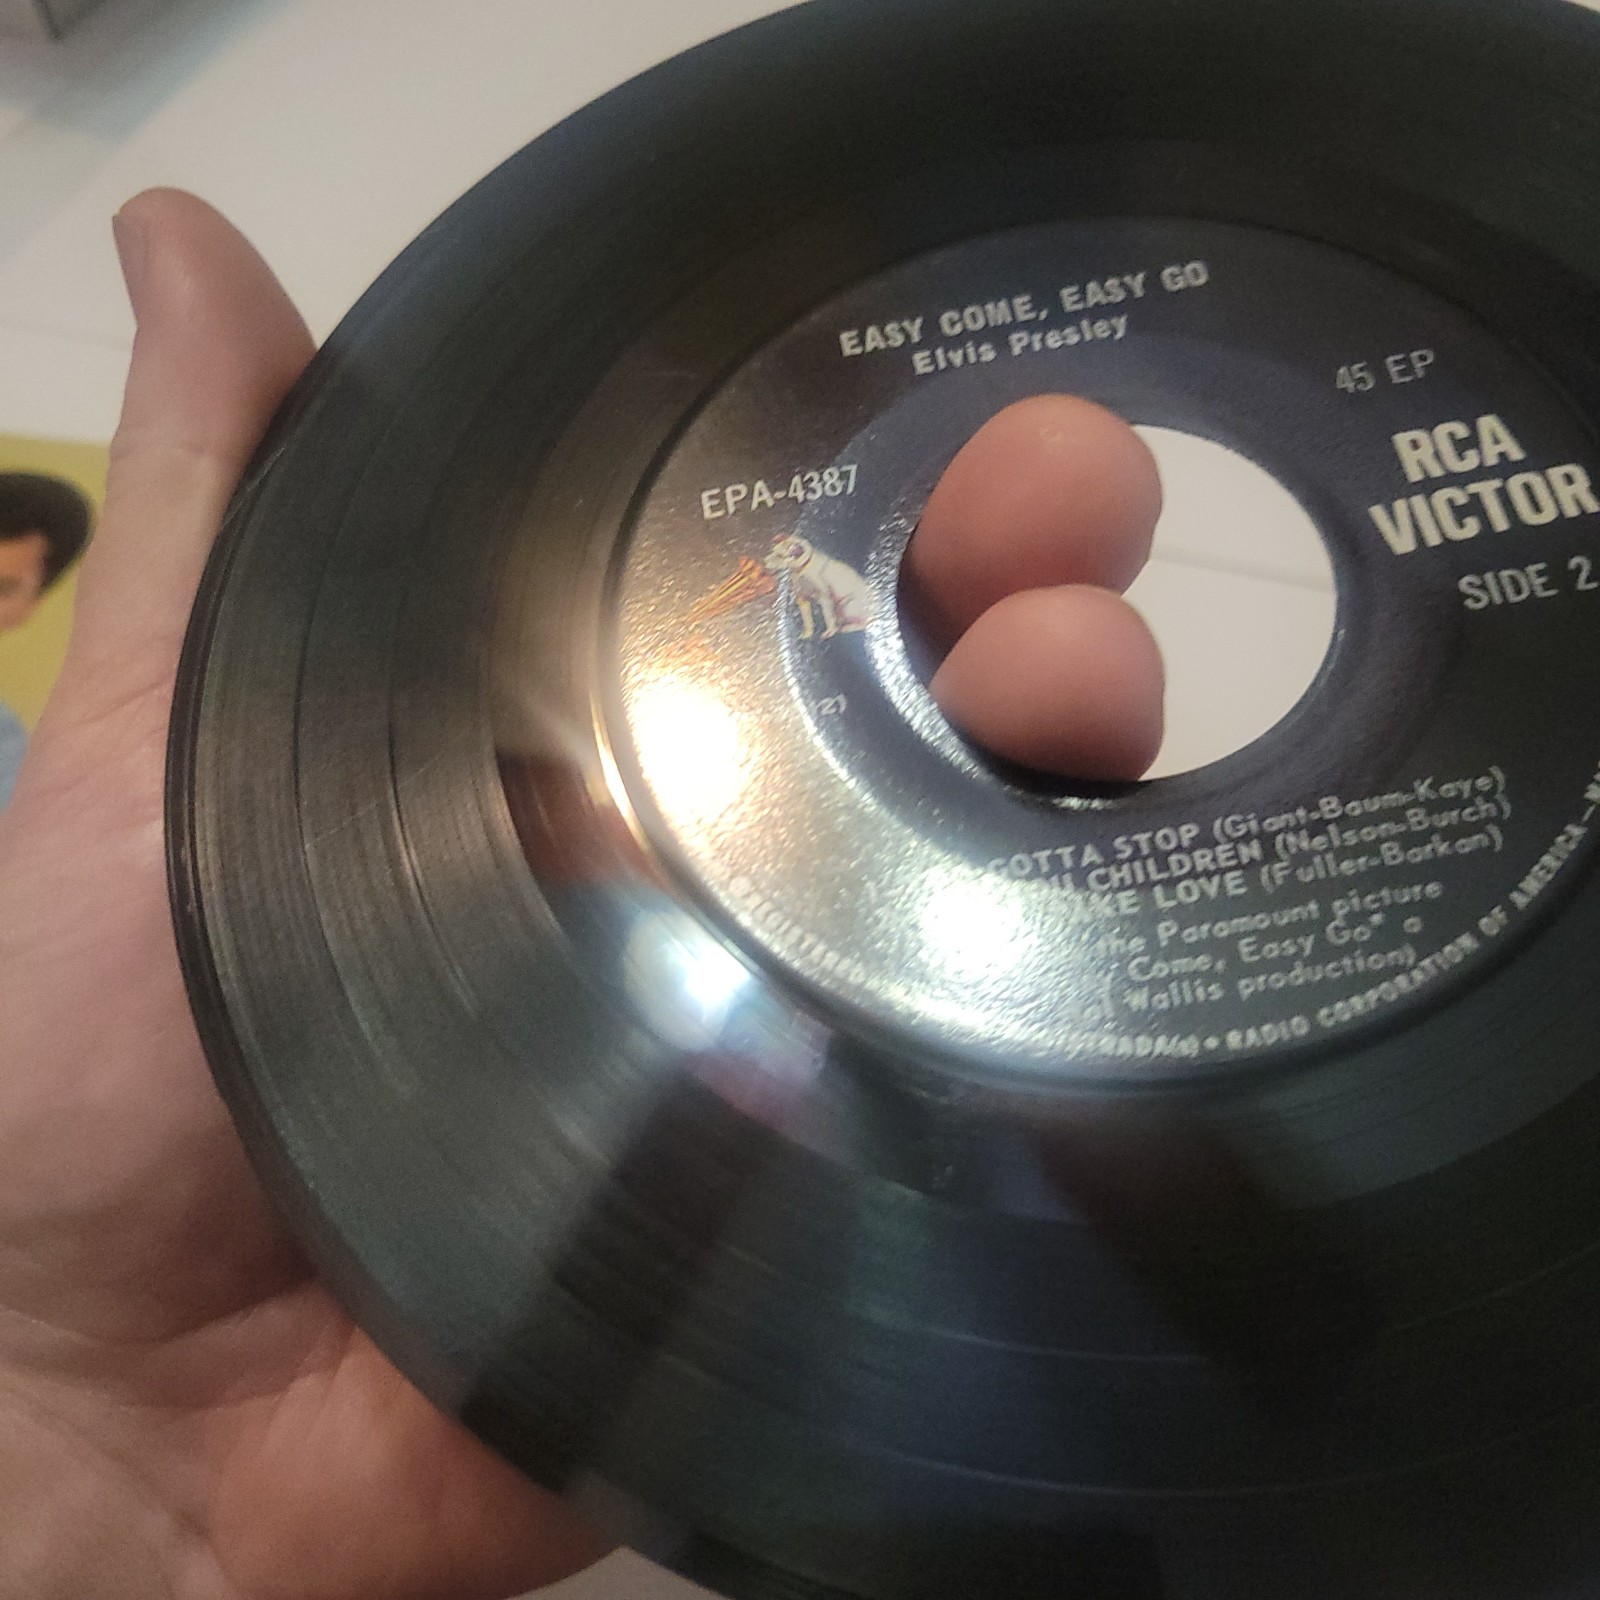 EASY COME, EASY GO
Elvis Presley
45 EP
RCA
VICTOR
EPA-4387
SIDE 2
GOTTA STOP (Giant-Baum-Kaye)
CHILDREN (Nelson-Burch)
LOVE (Fuller-Barkan)
the Paramount picture
Come, Easy Go" a
Wallis production)
RADIO CORPORATION OF AMERICA